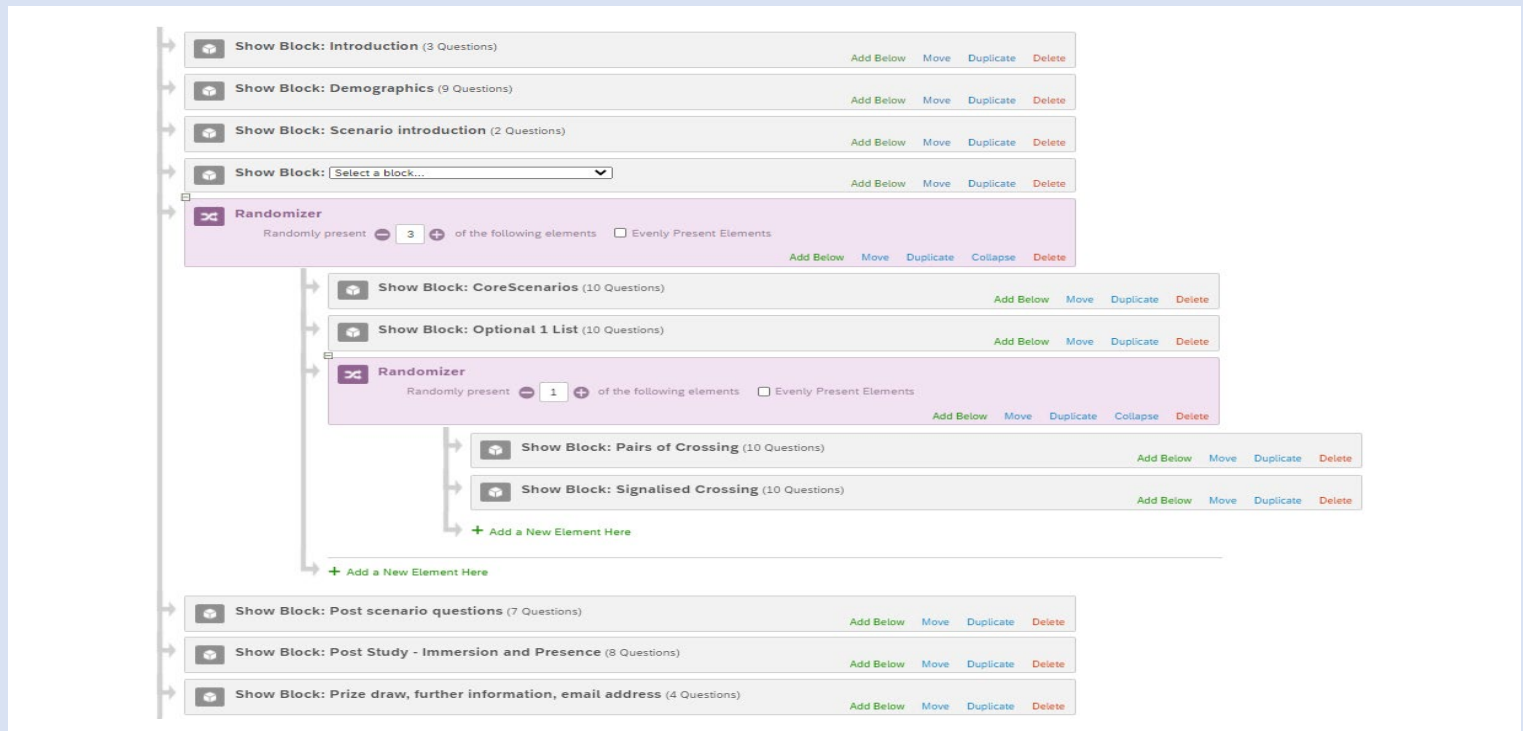 Show Block: Introduction (3 Questions)
Add Below Move Duplicate Delete
Show Block: Demographics (9 Questions)
Add Below Move Duplicate Delete
Show Block: Scenario introduction (2 Questions)
Add Below Move Duplicate Delete
Show Block: Select a block...
Add Below Move Duplicate Delete
Randomizer
Randomly present 3 of the following elements Evenly Present Elements
Add Below Move Duplicate Collapse Delete
Show Block: CoreScenarios (10 Questions)
Add Below Move Duplicate Delete
Show Block: Optional 1 List (10 Questions)
Add Below Move Duplicate Delete
Randomizer
Randomly present 1 of the following elements Evenly Present Elements
Add Below Move Duplicate Collapse Delete
Show Block: Pairs of Crossing (10 Questions)
Add Below Move Duplicate Delete
Show Block: Signalised Crossing (10 Questions)
Add Below Move Duplicate Delete
+ Add a New Element Here
+ Add a New Element Here
Show Block: Post scenario questions (7 Questions)
Add Below Move Duplicate Delete
Show Block: Post Study - Immersion and Presence (8 Questions)
Add Below Move Duplicate Delete
Show Block: Prize draw, further information, email address (4 Questions)
Add Below Move Duplicate Delete